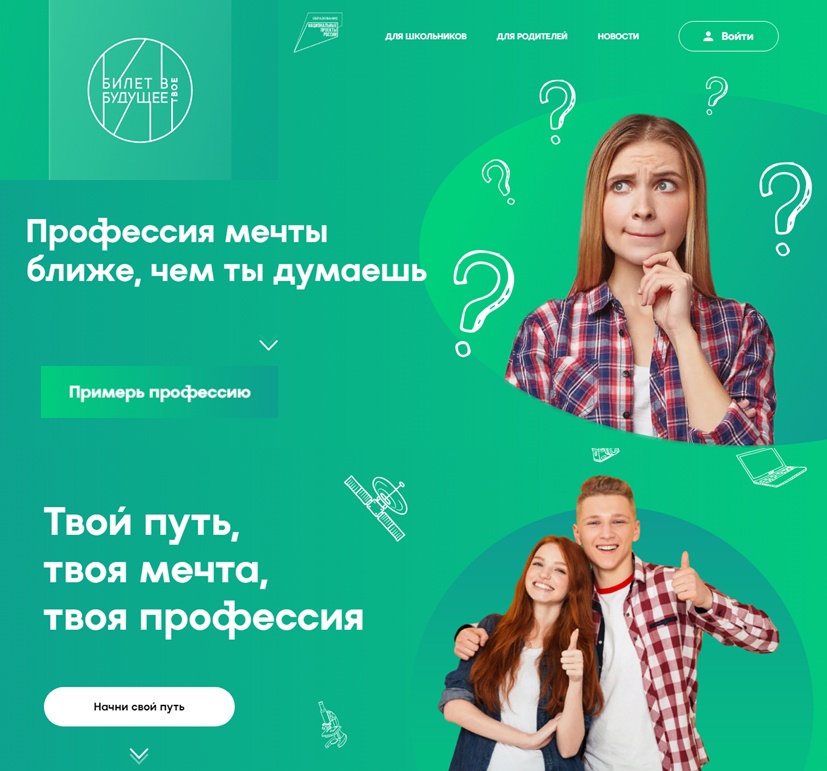 ДЛЯ ШКОЛЬНИКОВ
ДЛЯ РОДИТЕЛЕЙ
НОВОСТИ
Войти
БИЛЕТ В
БУДУЩЕЕ
ТВОЕ
НАЦИОНАЛЬНЫЕ
ПРОЕКТЫ
РОССИИ
Профессия мечты
ближе, чем ты думаешь
Примерь профессию
Твой путь,
твоя мечта,
твоя профессия
Начни свой путь